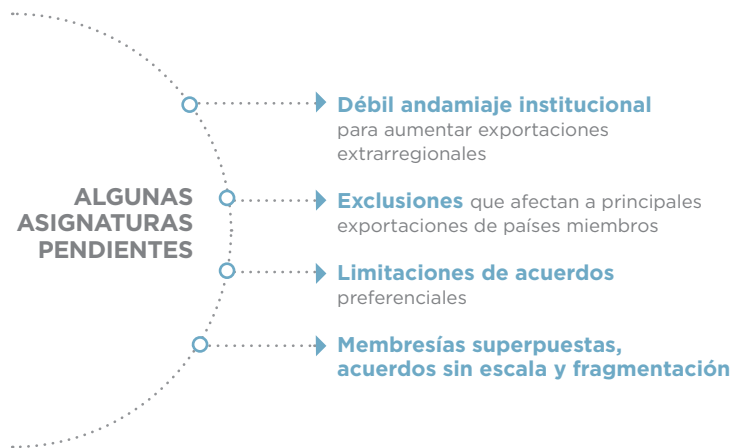 ALGUNAS
ASIGNATURAS
PENDIENTES
Débil andamiaje institucional
para aumentar exportaciones
extrarregionales
Exclusiones que afectan a principales
exportaciones de países miembros
Limitaciones de acuerdos
preferenciales
Membresías superpuestas,
acuerdos sin escala y fragmentación